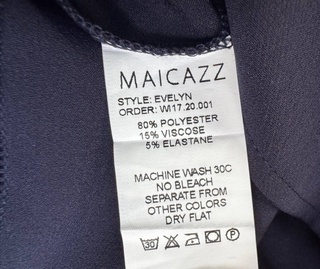 MAICAZZ
STYLE: EVELYN
ORDER: WI17.20.001
80% POLYESTER
15% VISCOSE
5% ELASTANE
MACHINE WASH 30C
NO BLEACH
SEPARATE FROM
OTHER COLORS
DRY FLAT
30 P